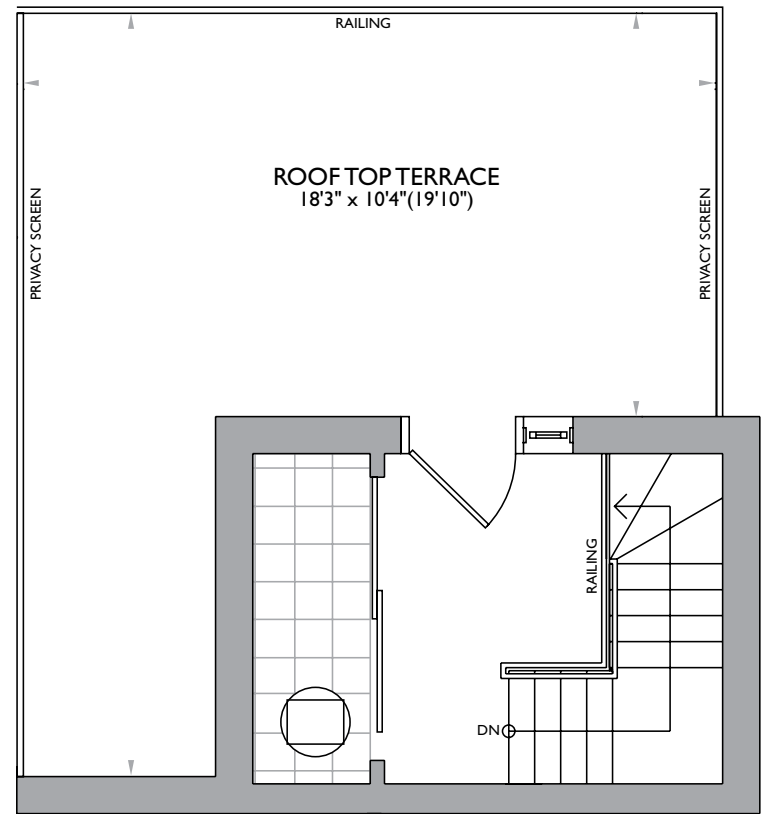 RAILING
ROOF TOP TERRACE
18'3" x 10'4"(19'10")
PRIVACY SCREEN
PRIVACY SCREEN
RAILING
DN